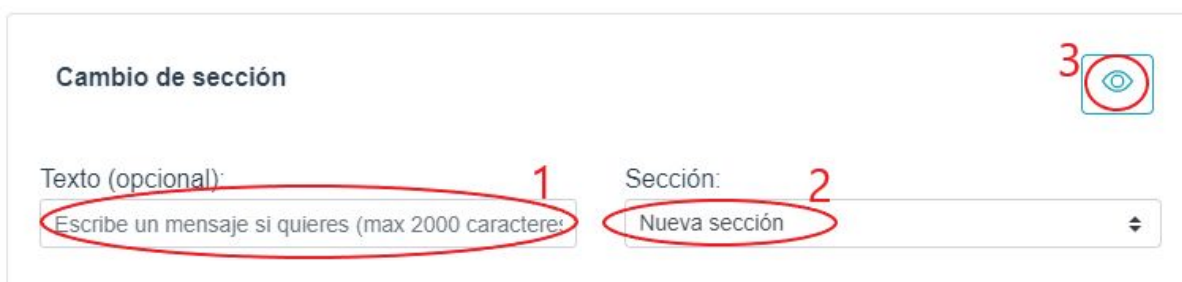 3
Cambio de sección
Texto (opcional):
1
Sección:
2
Escribe un mensaje si quieres (max 2000 caracteres
Nueva sección